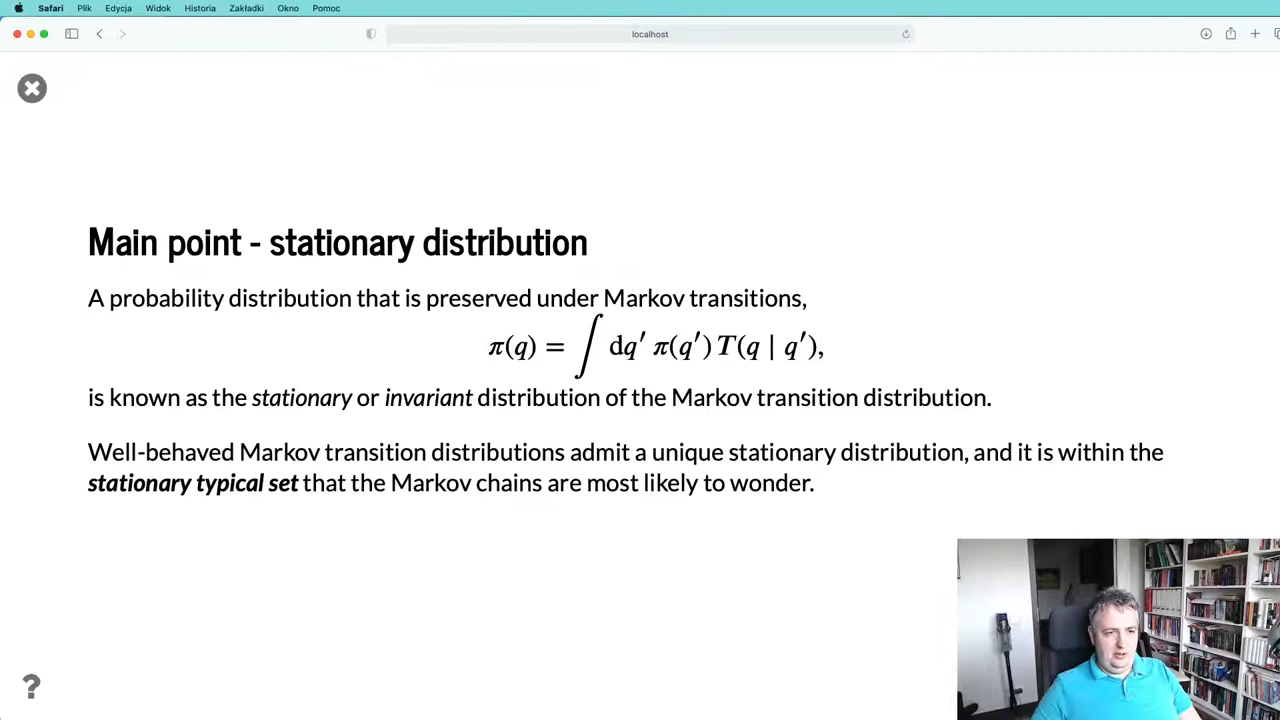 Safari Plik Edycja Widok Historia Zakładki Okno Pomoc
localhost
Main point - stationary distribution
A probability distribution that is preserved under Markov transitions,
π(q) = ∫ dq′ π(q′) T(q | q′),
is known as the stationary or invariant distribution of the Markov transition distribution.
Well-behaved Markov transition distributions admit a unique stationary distribution, and it is within the
stationary typical set that the Markov chains are most likely to wonder.
?